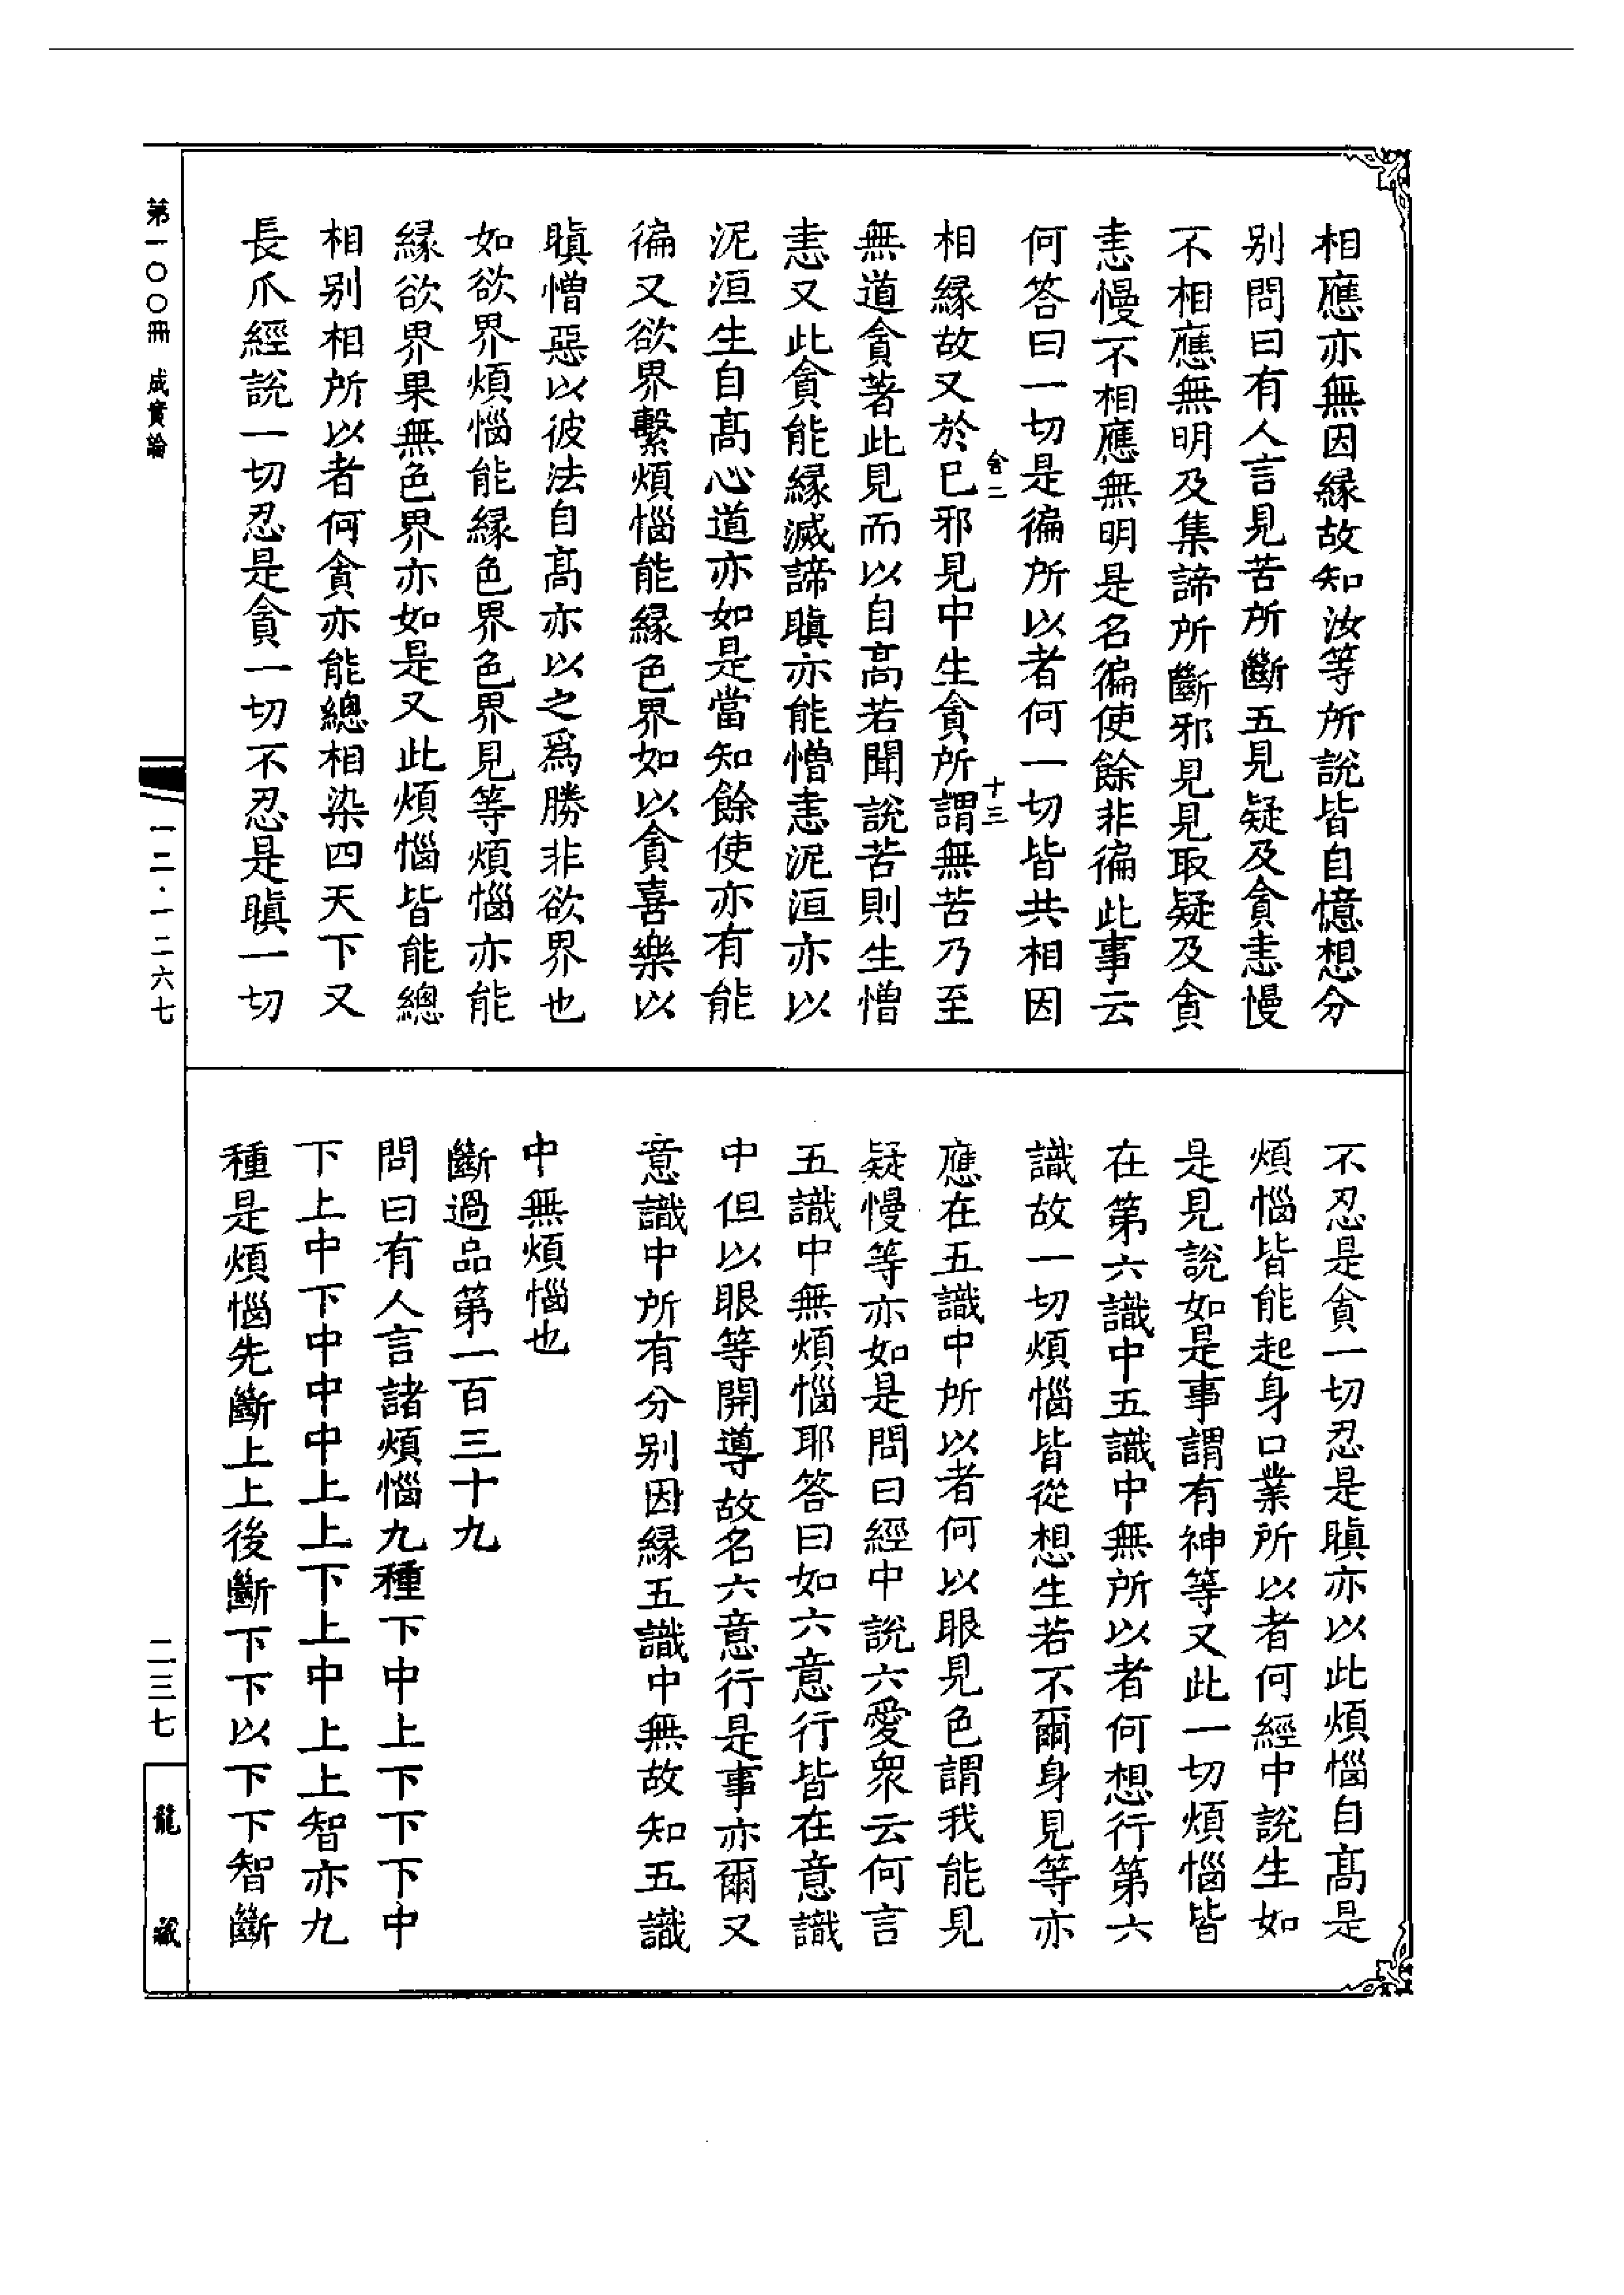 相應亦無因縁故知汝等所說皆自憶想分
别問曰有人言見苦所斷五見疑及貪恚慢
不相應無明及集諦所斷邪見見取疑及貪
恚慢不相應無明是名徧使餘非徧此事云
何答曰一切是徧所以者何一切皆共相因
舍二
十三
相縁故又於已邪見中生貪所謂無苦乃至
無道貪著此見而以自高若聞說苦則生憎
恚又此貪能縁滅諦瞋亦能憎恚泥洹亦以
泥洹生自髙心道亦如是當知餘使亦有能
徧又欲界繫煩惱能縁色界如以貪喜樂以
瞋憎惡以彼法自髙亦以之爲勝非欲界也
如欲界煩惱能縁色界色界見等煩惱亦能
縁欲界果無色界亦如是又此煩惱皆能總
相别相所以者何貪亦能總相染四天下又
長爪經說一切忍是貪一切不忍是瞋一切
不忍是貪一切忍是瞋亦以此煩惱自髙是
煩惱皆能起身口業所以者何經中說生如
是見說如是事謂有神等又此一切煩惱皆
在第六識中五識中無所以者何想行第六
識故一切煩惱皆從想生若不爾身見等亦
應在五識中所以者何以眼見色謂我能見
疑慢等亦如是問曰經中說六愛衆云何言
五識中無煩惱耶答曰如六意行皆在意識
中但以眼等開導故名六意行是事亦爾又
意識中所有分别因縁五識中無故知五識
中無煩惱也
斷過品第一百三十九
問曰有人言諸煩惱九種下中上下下下中
下上中下中中中上上下上中上上智亦九
種是煩惱先斷上上後斷下下以下下智斷
第一〇〇冊　成實論
一二·一二六七
二三七
龍藏